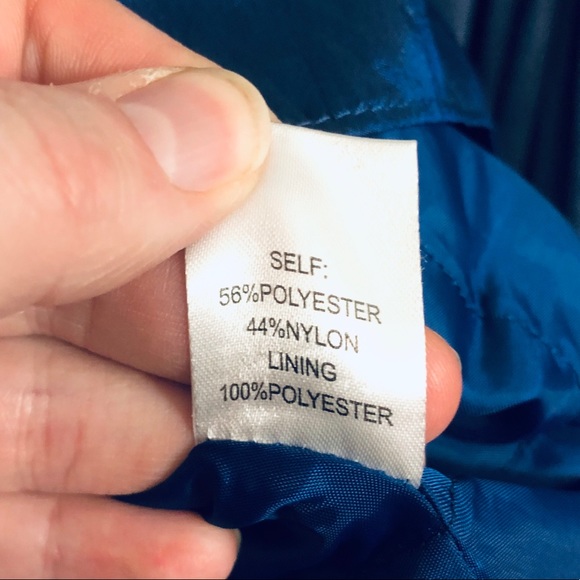 SELF:
56%POLYESTER
44%NYLON
LINING
100%POLYESTER